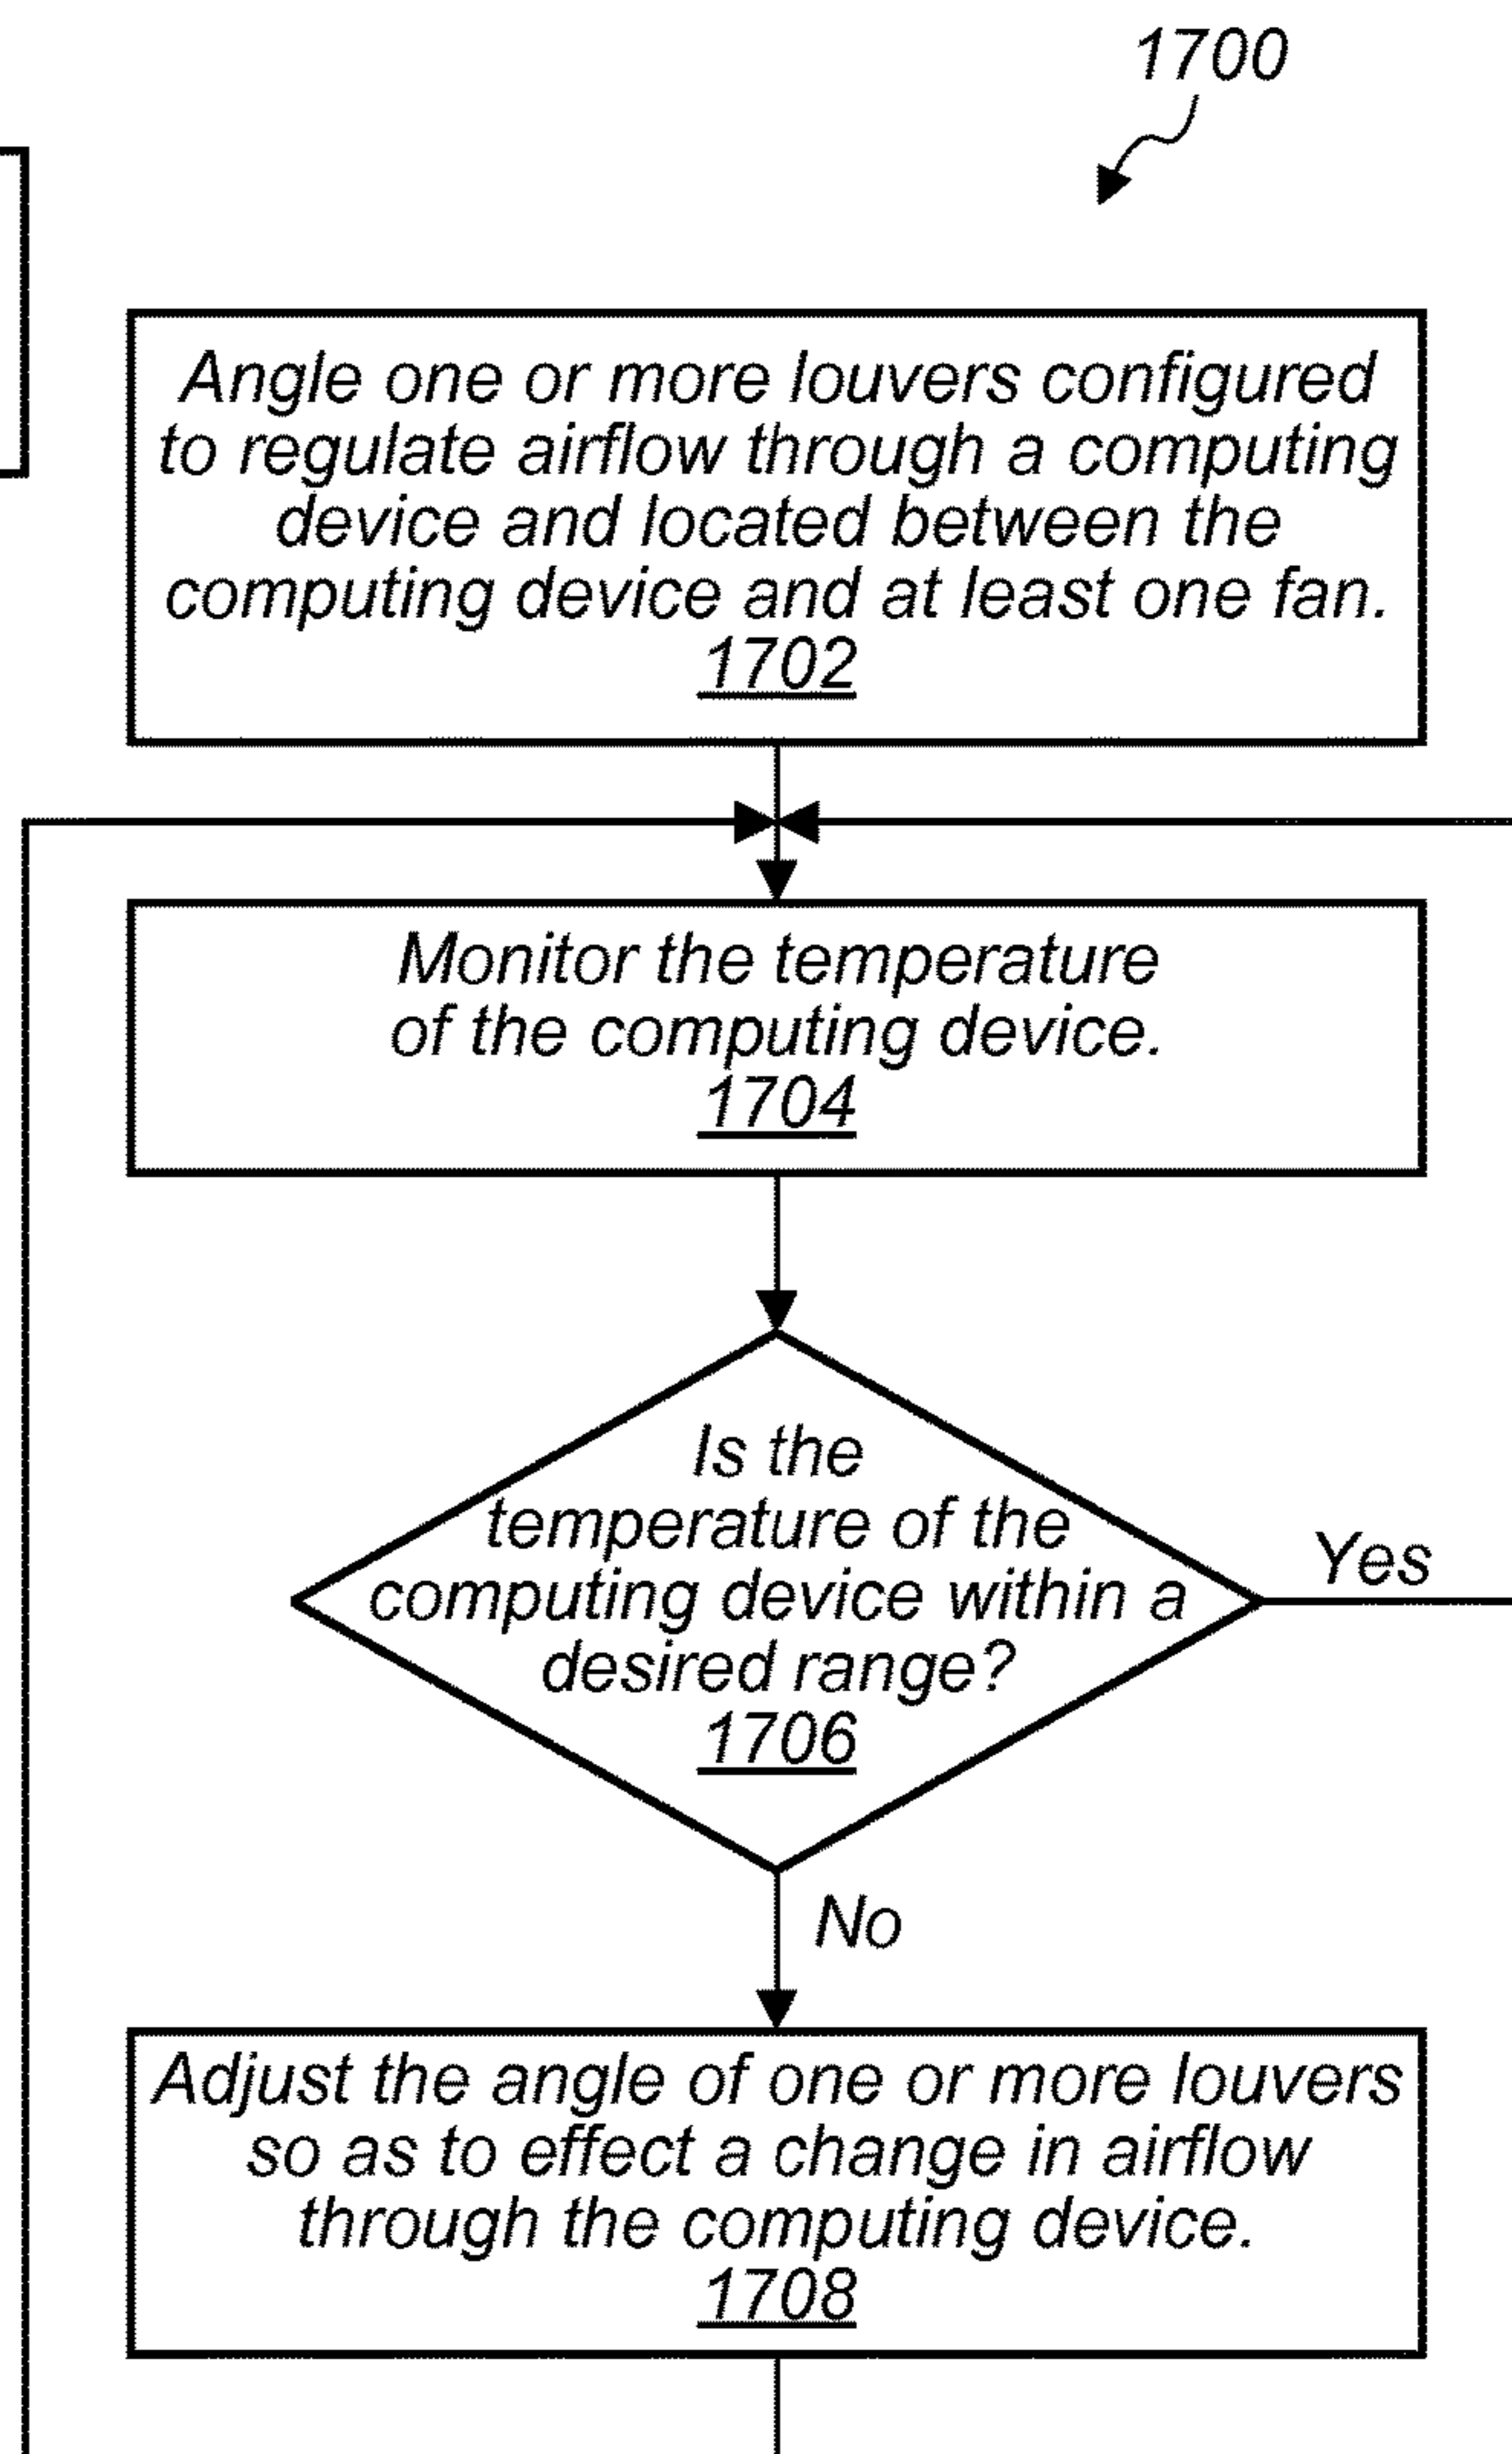 1700
Angle one or more louvers configured
to regulate airflow through a computing
device and located between the
computing device and at least one fan.
1702
Monitor the temperature
of the computing device.
1704
Is the
temperature of the
computing device within a
desired range?
1706
Yes
No
Adjust the angle of one or more louvers
so as to effect a change in airflow
through the computing device.
1708